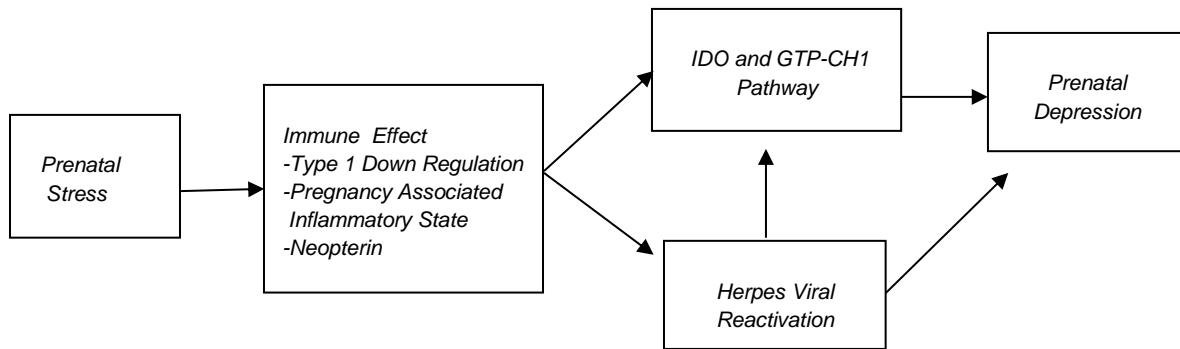 Prenatal
Stress
Immune Effect
-Type 1 Down Regulation
-Pregnancy Associated
Inflammatory State
-Neopterin
IDO and GTP-CH1
Pathway
Herpes Viral
Reactivation
Prenatal
Depression